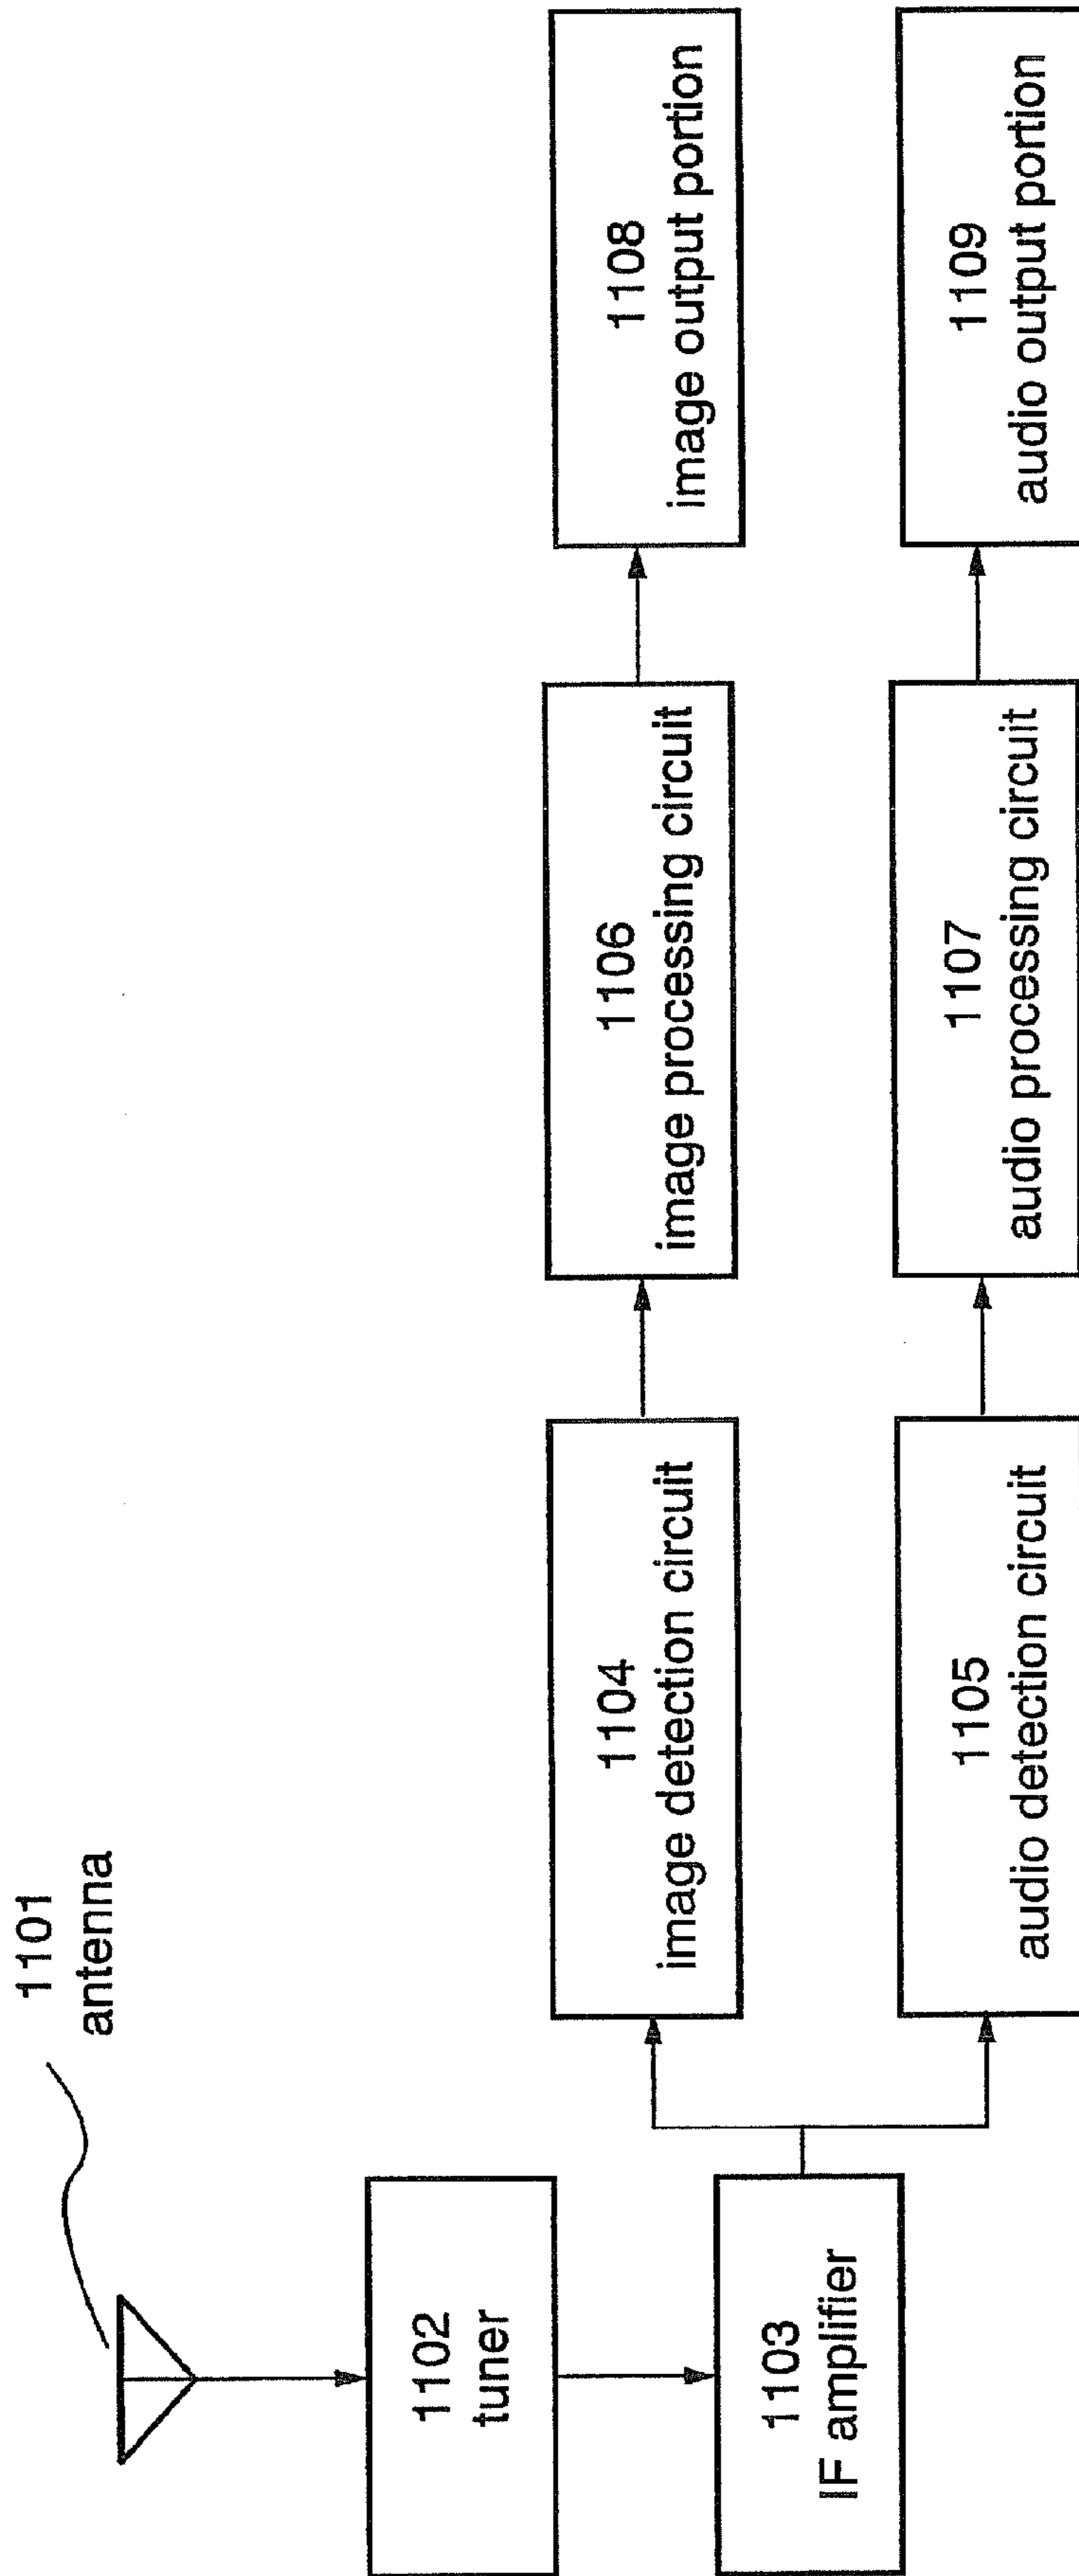 1101
antenna
1102
tuner
1103
IF amplifier
1104
image detection circuit
1106
image processing circuit
1108
image output portion
1105
audio detection circuit
1107
audio processing circuit
1109
audio output portion